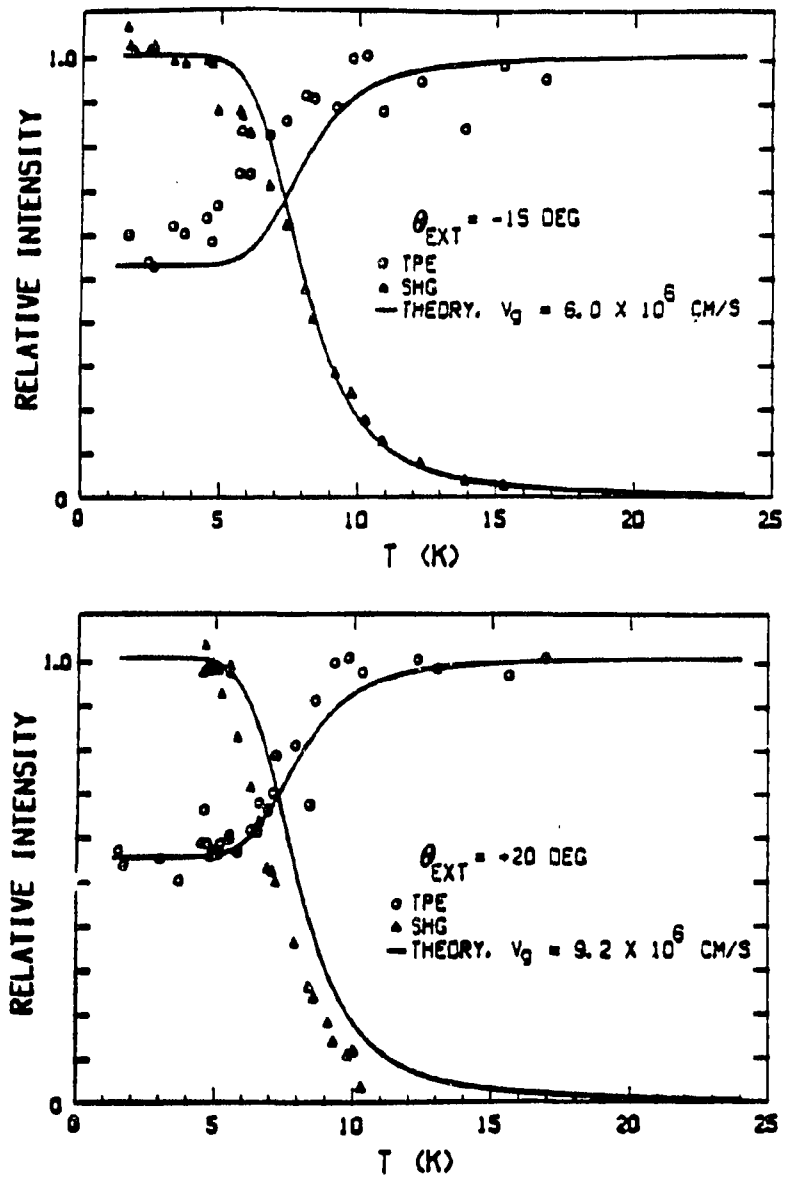 1.0
RELATIVE INTENSITY
θEXT = -15 DEG
TPE
SHG
THEORY. Vg = 6.0 X 10^6 CM/S
0
0 5 10 15 20 25
T (K)
1.0
RELATIVE INTENSITY
θEXT = +20 DEG
TPE
SHG
THEORY. Vg = 9.2 X 10^6 CM/S
0
0 5 10 15 20 25
T (K)